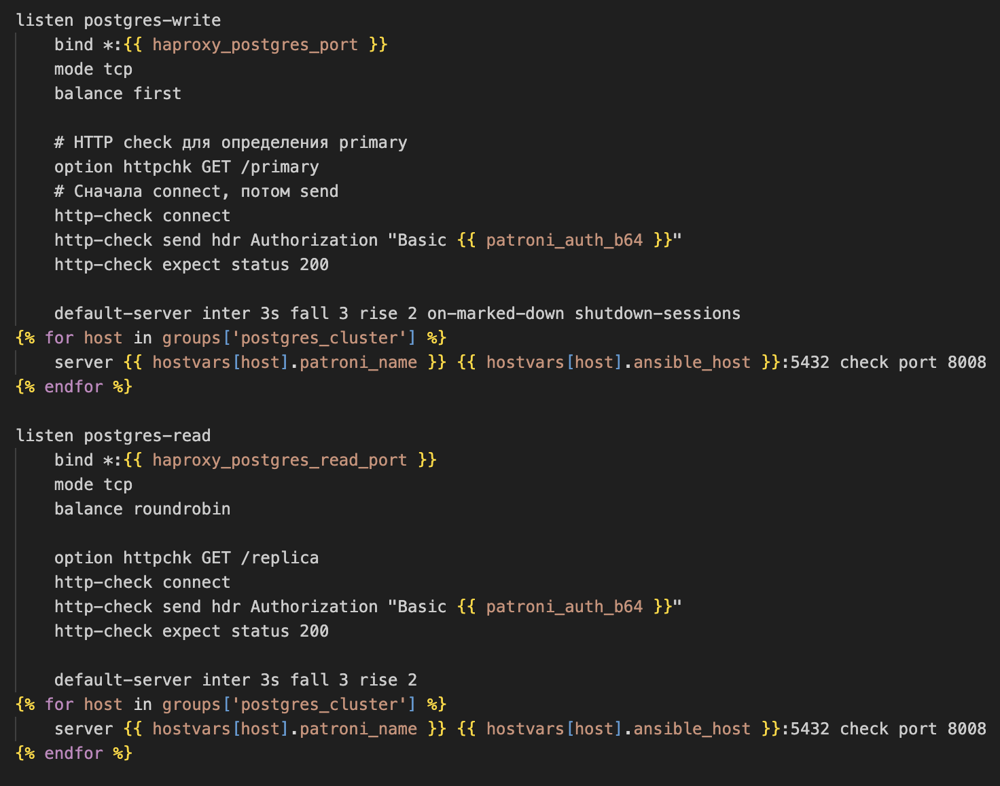 listen postgres-write
    bind *:{{ haproxy_postgres_port }}
    mode tcp
    balance first

    # HTTP check для определения primary
    option httpchk GET /primary
    # Сначала connect, потом send
    http-check connect
    http-check send hdr Authorization "Basic {{ patroni_auth_b64 }}"
    http-check expect status 200

    default-server inter 3s fall 3 rise 2 on-marked-down shutdown-sessions
{% for host in groups['postgres_cluster'] %}
    server {{ hostvars[host].patroni_name }} {{ hostvars[host].ansible_host }}:5432 check port 8008
{% endfor %}

listen postgres-read
    bind *:{{ haproxy_postgres_read_port }}
    mode tcp
    balance roundrobin

    option httpchk GET /replica
    http-check connect
    http-check send hdr Authorization "Basic {{ patroni_auth_b64 }}"
    http-check expect status 200

    default-server inter 3s fall 3 rise 2
{% for host in groups['postgres_cluster'] %}
    server {{ hostvars[host].patroni_name }} {{ hostvars[host].ansible_host }}:5432 check port 8008
{% endfor %}